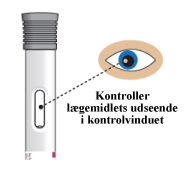 Kontroller
lægemidlets udseende
i kontrolvinduet